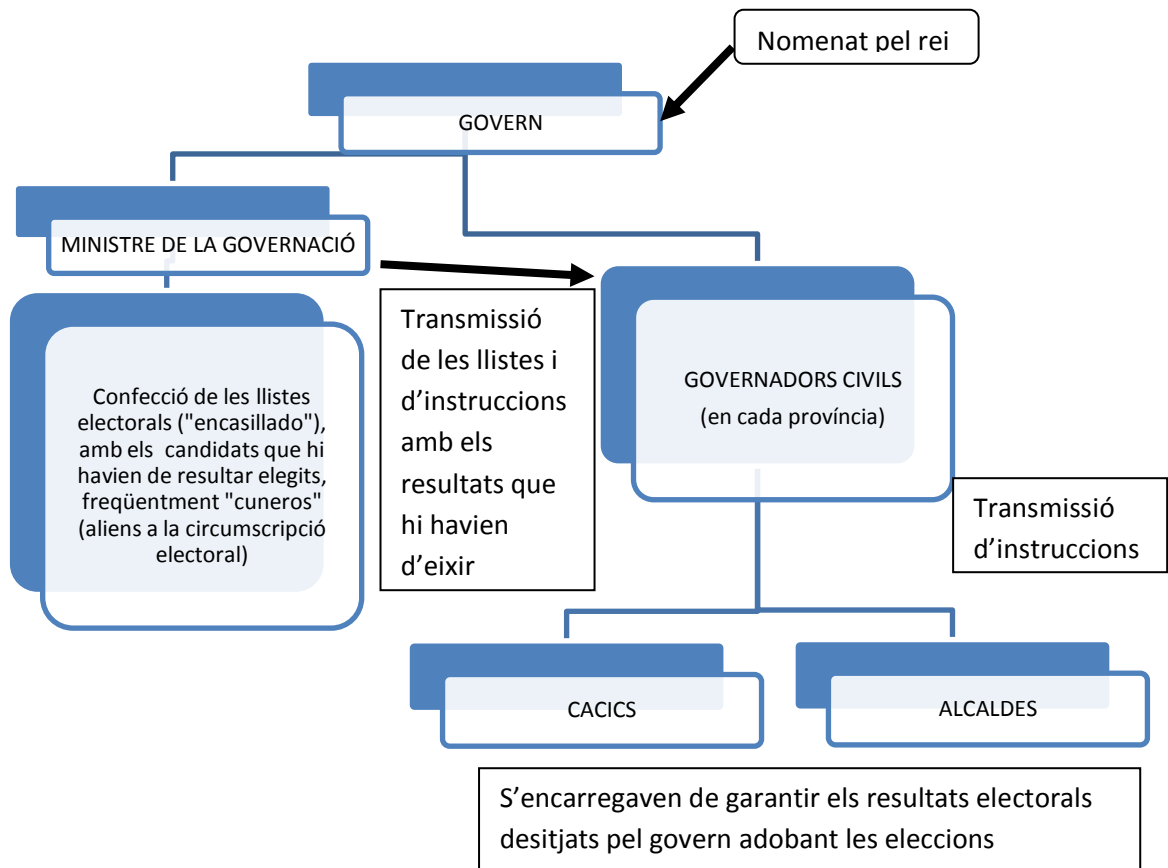 Nomenat pel rei
GOVERN
MINISTRE DE LA GOVERNACIÓ
Confecció de les llistes
electorals ("encasillado"),
amb els candidats que hi
havien de resultar elegits,
freqüentment "cuneros"
(aliens a la circumscripció
electoral)
Transmissió
de les llistes i
d’instruccions
amb els
resultats que
hi havien
d’eixir
GOVERNADORS CIVILS
(en cada província)
Transmissió
d’instruccions
CACICS
ALCALDES
S’encarregaven de garantir els resultats electorals
desitjats pel govern adobant les eleccions